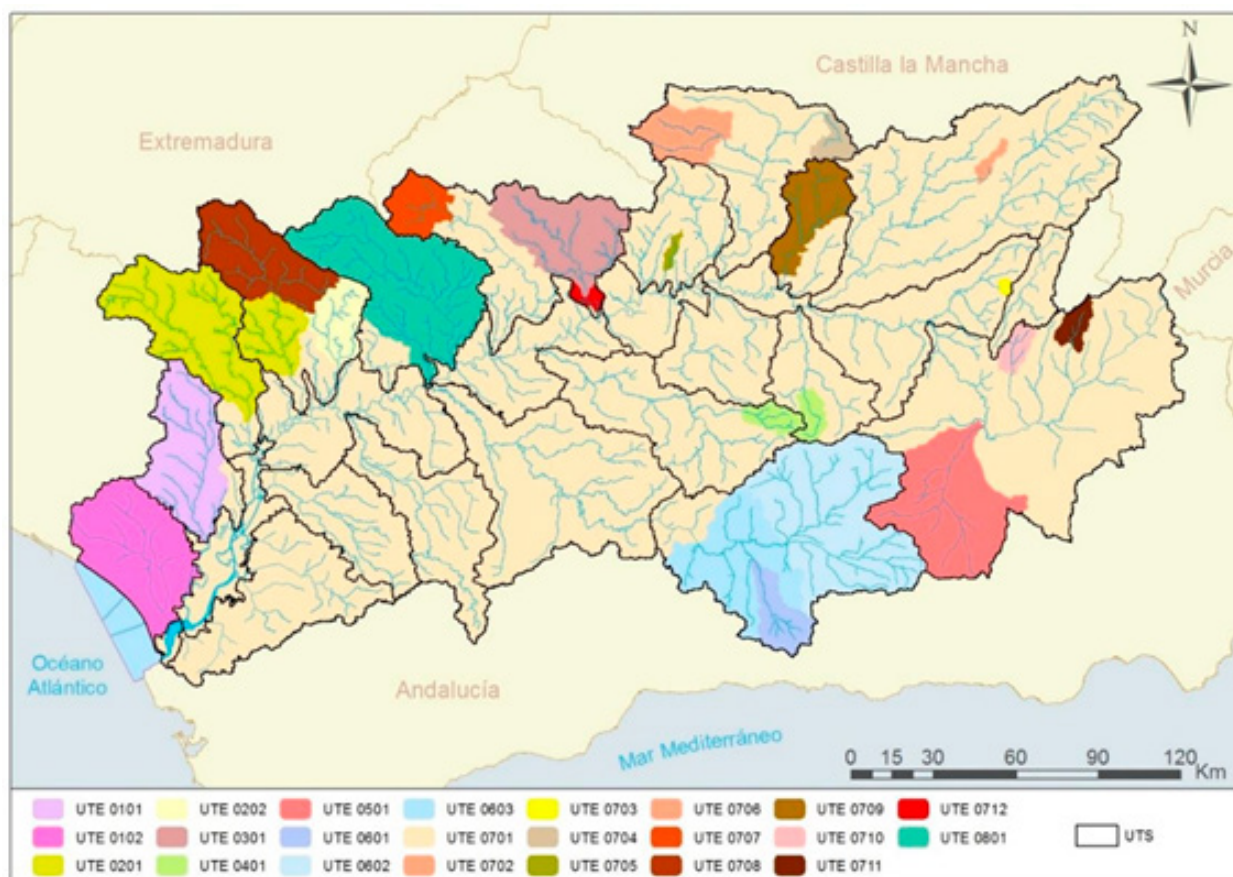 N
Castilla la Mancha
Extremadura
Murcia
Océano
Atlántico
Andalucía
Mar Mediterráneo
0 15 30 60 90 120
Km
UTE 0101 UTE 0202 UTE 0501 UTE 0603 UTE 0703 UTE 0706 UTE 0709 UTE 0712
UTE 0102 UTE 0301 UTE 0601 UTE 0701 UTE 0704 UTE 0707 UTE 0710 UTE 0801 UTS
UTE 0201 UTE 0401 UTE 0602 UTE 0702 UTE 0705 UTE 0708 UTE 0711